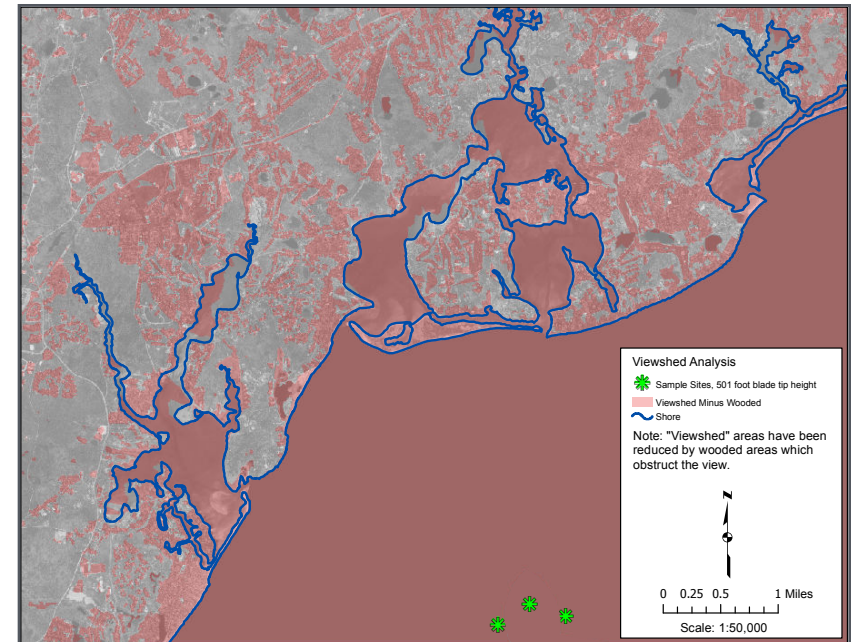 Viewshed Analysis
Sample Sites, 501 foot blade tip height
Viewshed Minus Wooded
Shore
Note: "Viewshed" areas have been
reduced by wooded areas which
obstruct the view.
N
0 0.25 0.5 1 Miles
Scale: 1:50,000